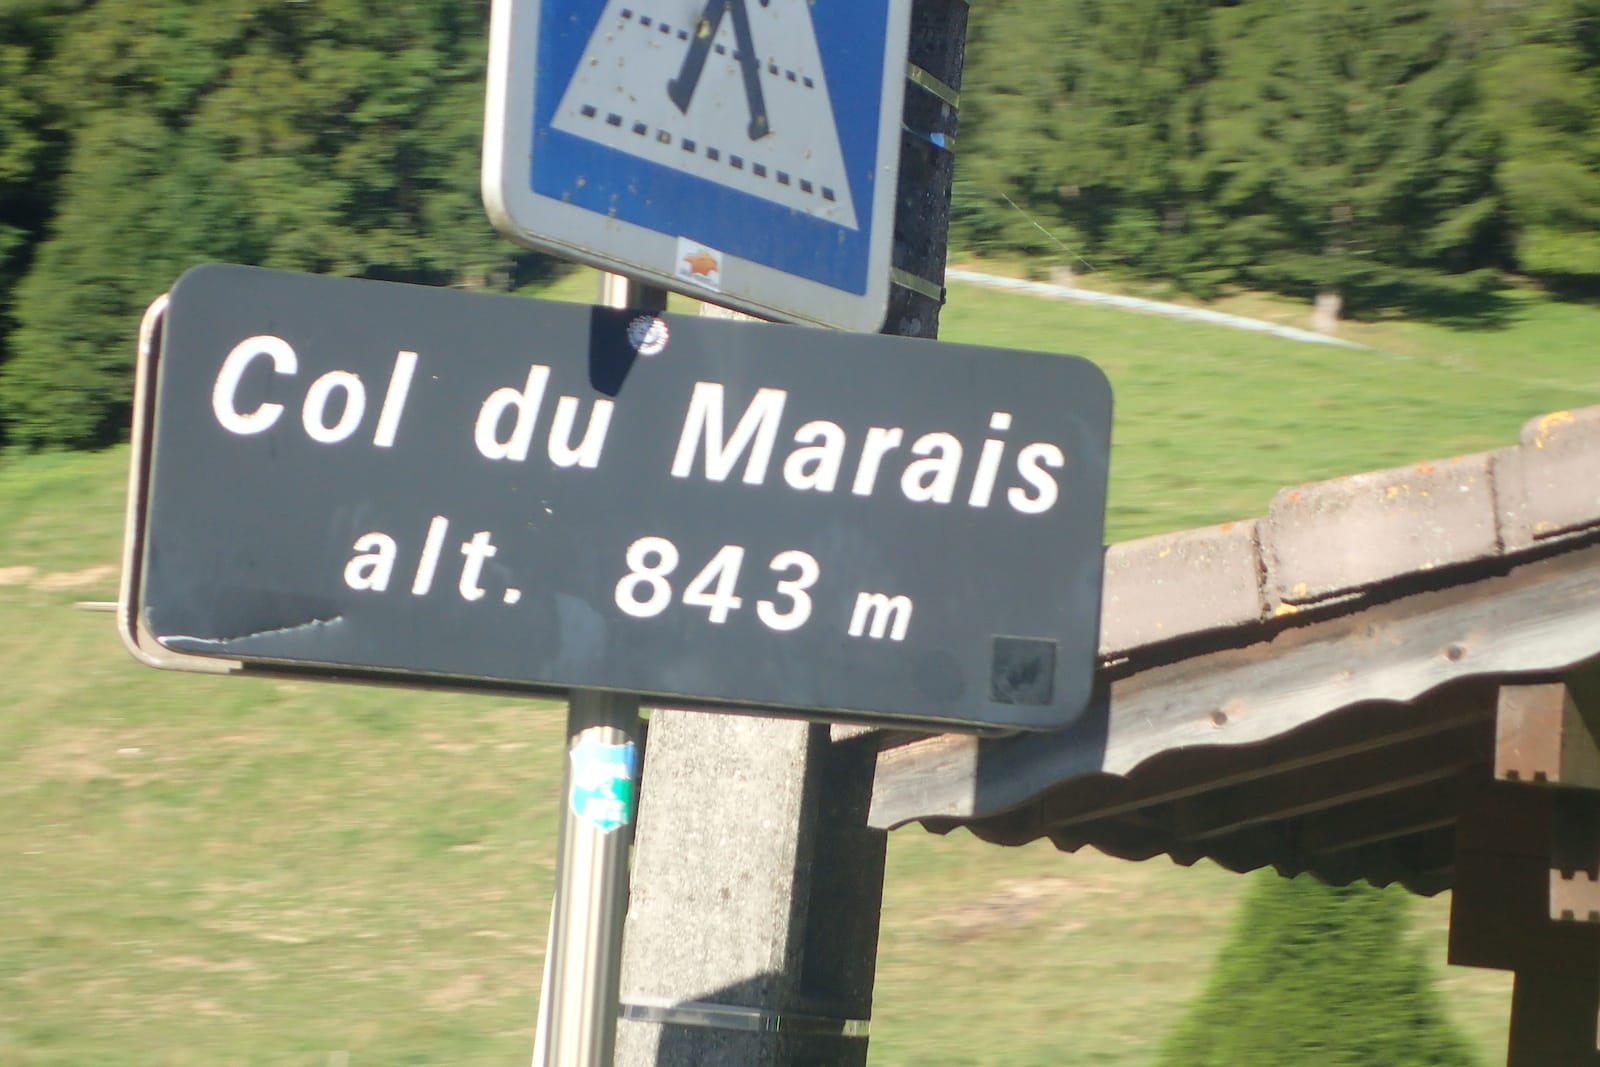 Col du Marais
alt. 843 m